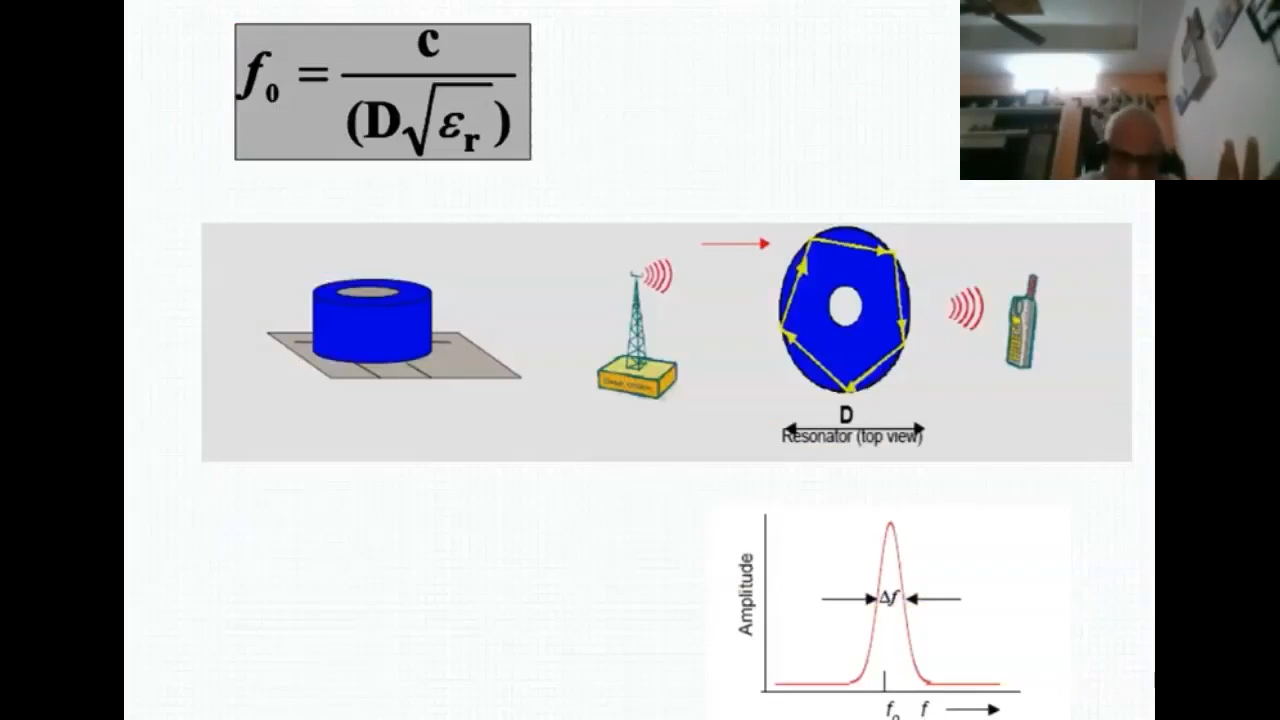 f₀ = c / (D√εᵣ)
D
Resonator (top view)
Amplitude
Δf
f₀ f